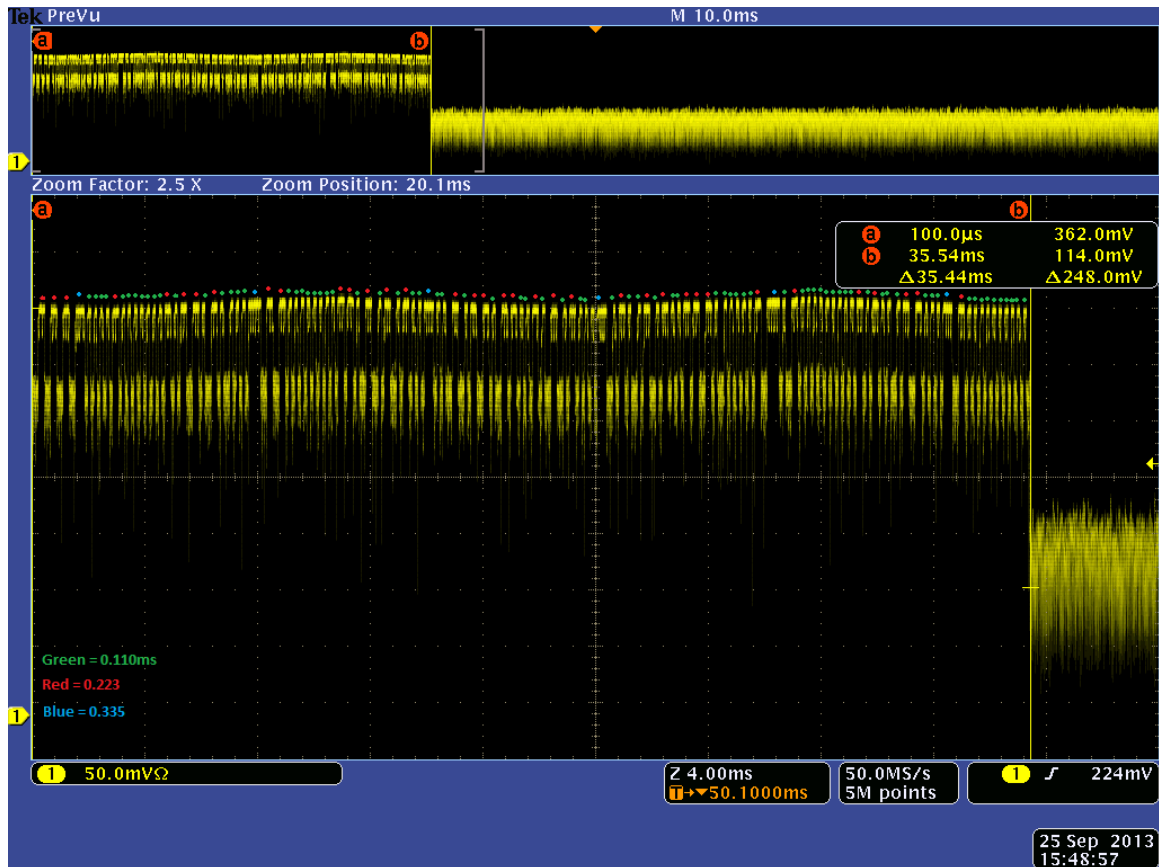 Tek PreVu M 10.0ms
a b
1
Zoom Factor: 2.5 X Zoom Position: 20.1ms
a b
a 100.0µs 362.0mV
b 35.54ms 114.0mV
Δ35.44ms Δ248.0mV
Green = 0.110ms
Red = 0.223
Blue = 0.335
1
1 50.0mVΩ
Z 4.00ms
T→▼50.1000ms
50.0MS/s
5M points
1 224mV
25 Sep 2013
15:48:57